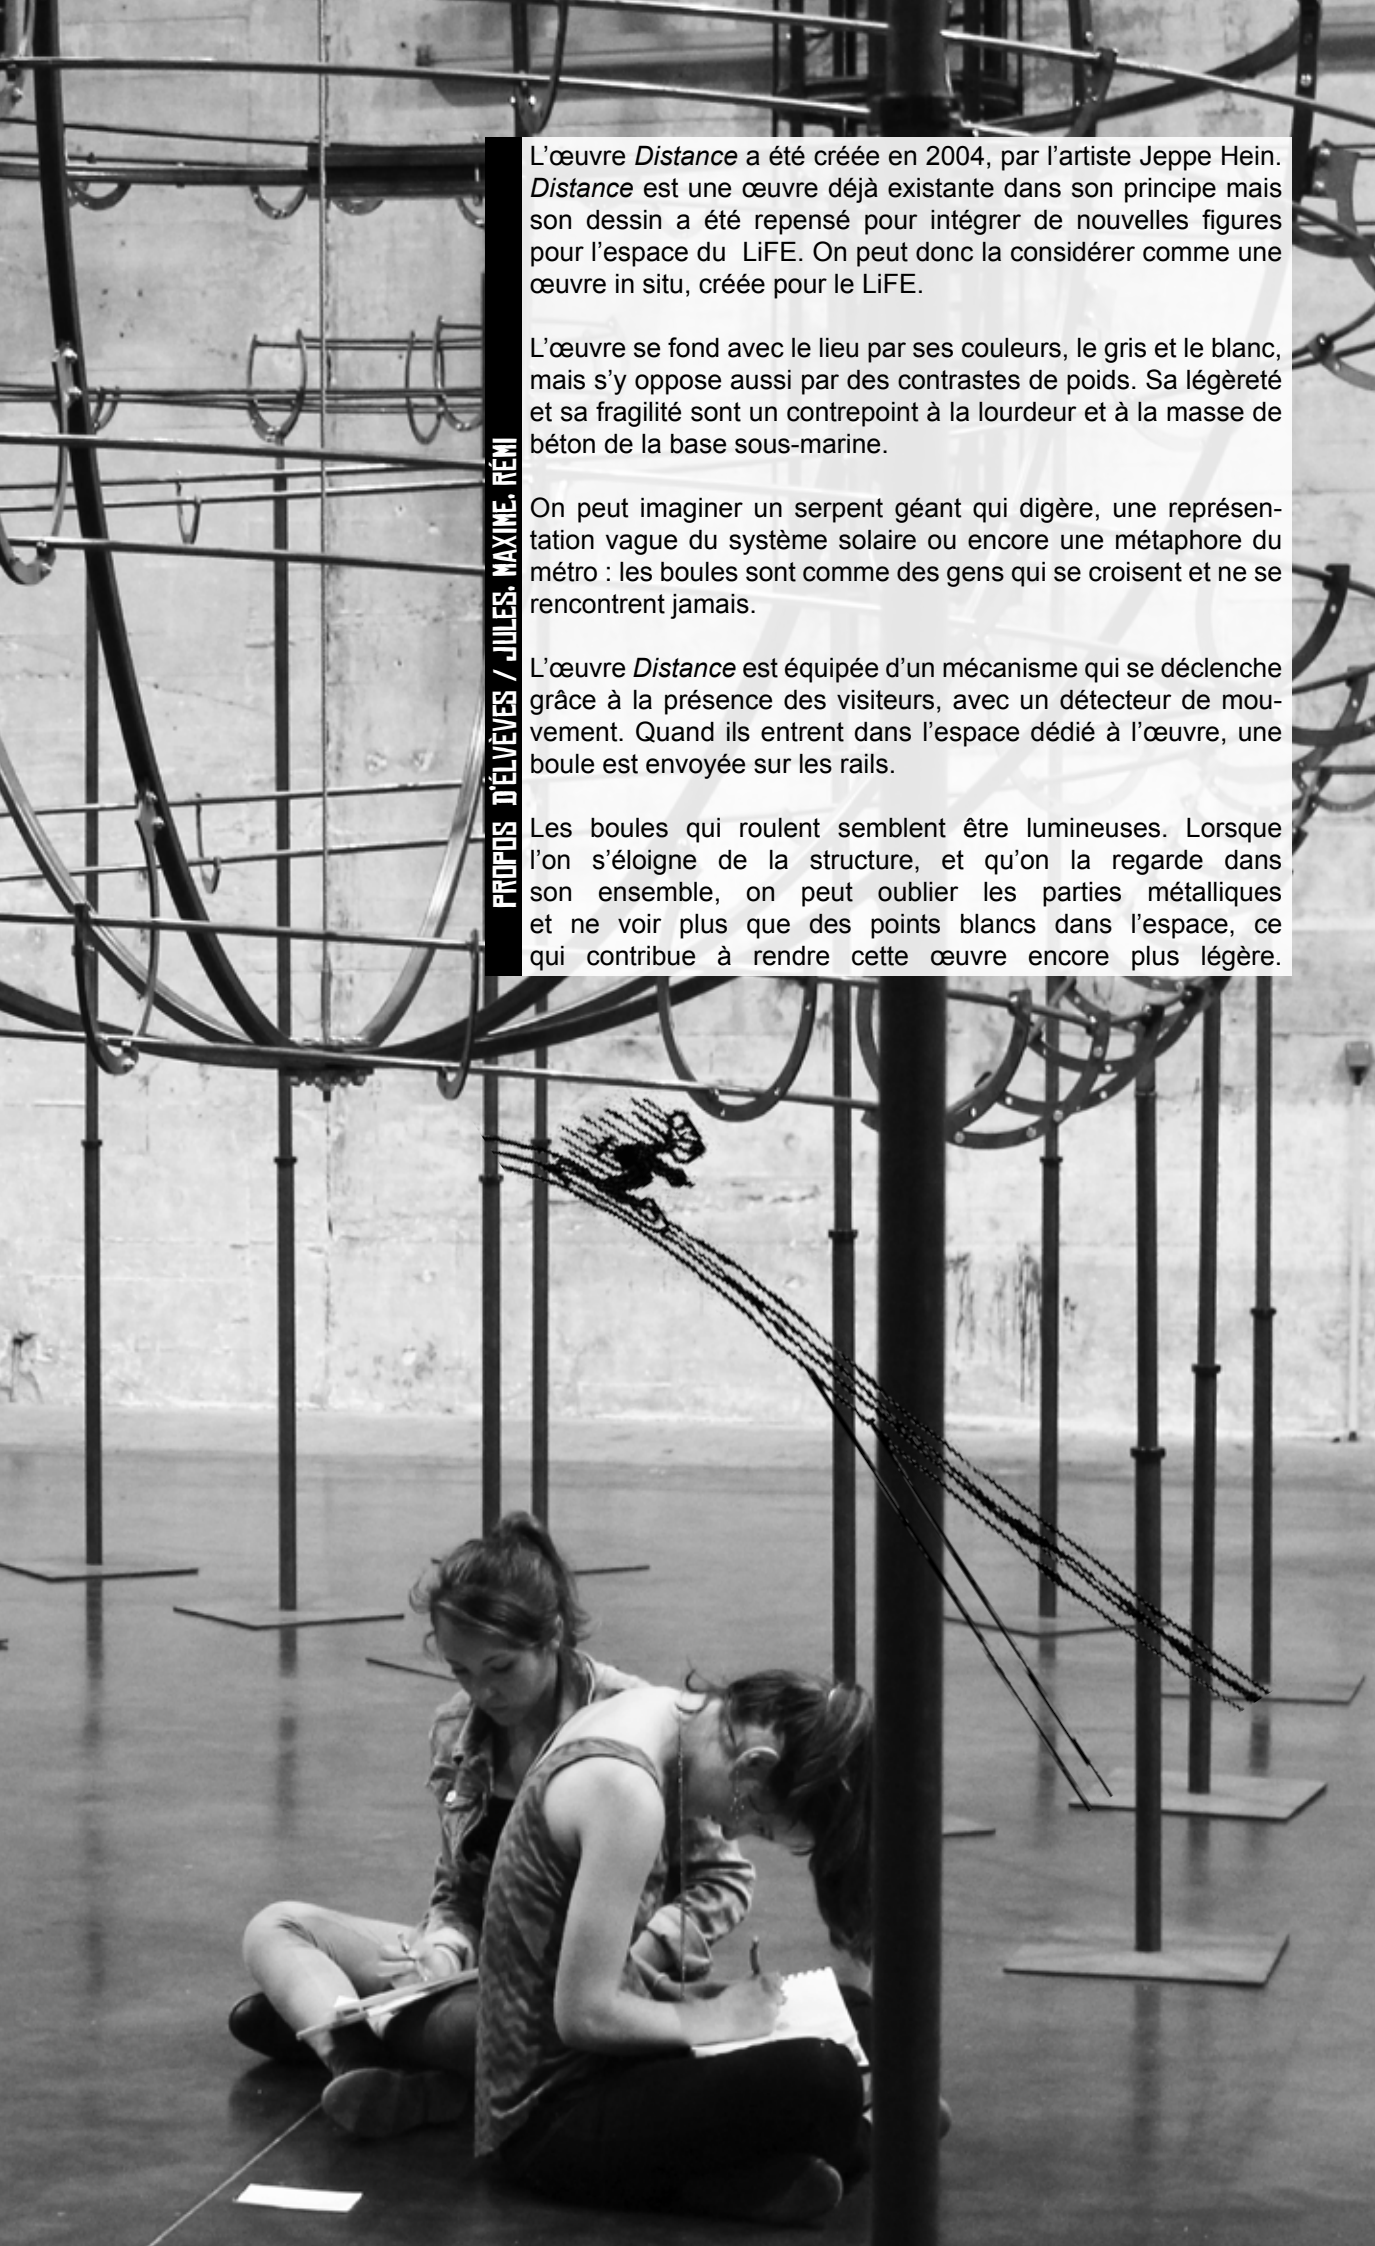 L’œuvre Distance a été créée en 2004, par l’artiste Jeppe Hein.
Distance est une œuvre déjà existante dans son principe mais
son dessin a été repensé pour intégrer de nouvelles figures
pour l’espace du  LiFE. On peut donc la considérer comme une
œuvre in situ, créée pour le LiFE.

L’œuvre se fond avec le lieu par ses couleurs, le gris et le blanc,
mais s’y oppose aussi par des contrastes de poids. Sa légèreté
et sa fragilité sont un contrepoint à la lourdeur et à la masse de
béton de la base sous-marine.

On peut imaginer un serpent géant qui digère, une représen-
tation vague du système solaire ou encore une métaphore du
métro : les boules sont comme des gens qui se croisent et ne se
rencontrent jamais.

L’œuvre Distance est équipée d’un mécanisme qui se déclenche
grâce à la présence des visiteurs, avec un détecteur de mou-
vement. Quand ils entrent dans l’espace dédié à l’œuvre, une
boule est envoyée sur les rails.

Les boules qui roulent semblent être lumineuses. Lorsque
l’on s’éloigne de la structure, et qu’on la regarde dans
son ensemble, on peut oublier les parties métalliques
et ne voir plus que des points blancs dans l’espace, ce
qui contribue à rendre cette œuvre encore plus légère.

PROPOS D'ÉLVÈVES / JULES, MAXIME, RÉMI